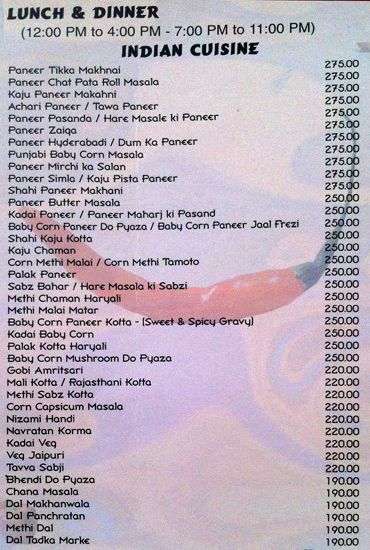 LUNCH & DINNER
(12:00 PM to 4:00 PM - 7:00 PM to 11:00 PM)
INDIAN CUISINE
Paneer Tikka Makhnai 275.00
Paneer Chat Pata Roll Masala 275.00
Kaju Paneer Makahni 275.00
Achari Paneer / Tawa Paneer 275.00
Paneer Pasanda / Hare Masale ki Paneer 275.00
Paneer Zaiqa 275.00
Paneer Hyderabadi / Dum Ka Paneer 275.00
Punjabi Baby Corn Masala 275.00
Paneer Mirchi ka Salan 275.00
Paneer Simla / Kaju Pista Paneer 275.00
Shahi Paneer Makhani 275.00
Paneer Butter Masala 250.00
Kadai Paneer / Paneer Maharj ki Pasand 250.00
Baby Corn Paneer Do Pyaza / Baby Corn Paneer Jaal Frezi 250.00
Shahi Kaju Kofta 250.00
Kaju Chaman 250.00
Corn Methi Malai / Corn Methi Tamoto 250.00
Palak Paneer 250.00
Sabz Bahar / Hare Masala ki Sabzi 250.00
Methi Chaman Haryali 250.00
Methi Malai Matar 250.00
Baby Corn Paneer Kofta - (Sweet & Spicy Gravy) 250.00
Kadai Baby Corn 250.00
Palak Kofta Haryali 250.00
Baby Corn Mushroom Do Pyaza 250.00
Gobi Amritsari 220.00
Mali Kofta / Rajasthani Kofta 220.00
Methi Sabz Kofta 220.00
Corn Capsicum Masala 220.00
Nizami Handi 220.00
Navratan Korma 220.00
Kadai Veg 220.00
Veg Jaipuri 220.00
Tavva Sabji 220.00
Bhendi Do Pyaza 190.00
Chana Masala 190.00
Dal Makhanwala 190.00
Dal Panchratan 190.00
Methi Dal 190.00
Dal Tadka Marke 190.00